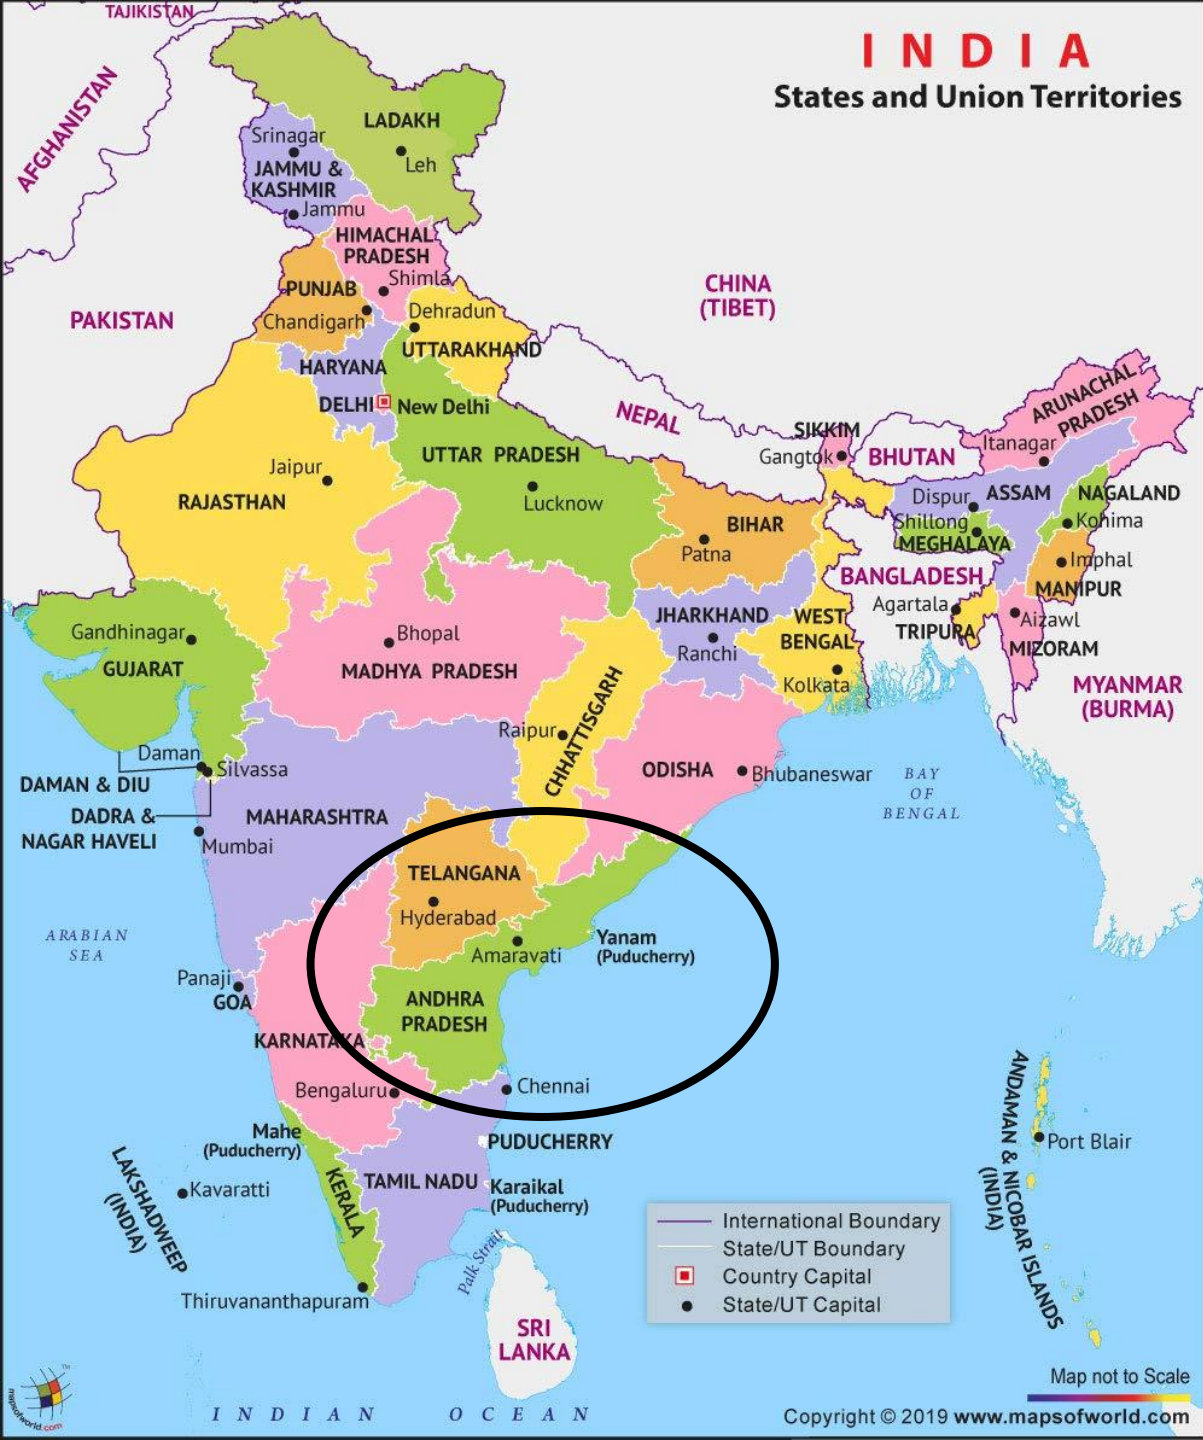 TAJIKISTAN
I N D I A
States and Union Territories
AFGHANISTAN
LADAKH
Leh
Srinagar
JAMMU &
KASHMIR
Jammu
HIMACHAL
PRADESH
Shimla
PUNJAB
Chandigarh
Dehradun
UTTARAKHAND
PAKISTAN
CHINA
(TIBET)
HARYANA
DELHI
New Delhi
NEPAL
UTTAR PRADESH
Lucknow
Jaipur
RAJASTHAN
SIKKIM
Gangtok
BHUTAN
ARUNACHAL
PRADESH
Itanagar
Dispur
ASSAM
NAGALAND
Kohima
Shillong
MEGHALAYA
Imphal
MANIPUR
BIHAR
Patna
BANGLADESH
Agartala
TRIPURA
Aizawl
MIZORAM
MYANMAR
(BURMA)
JHARKHAND
Ranchi
WEST
BENGAL
Kolkata
Gandhinagar
GUJARAT
Bhopal
MADHYA PRADESH
Raipur
CHHATTISGARH
ODISHA
Bhubaneswar
BAY
OF
BENGAL
Daman
Silvassa
DAMAN & DIU
DADRA &
NAGAR HAVELI
MAHARASHTRA
Mumbai
TELANGANA
Hyderabad
Amaravati
Yanam
(Puducherry)
ARABIAN
SEA
Panaji
GOA
ANDHRA
PRADESH
KARNATAKA
Bengaluru
Chennai
Mahe
(Puducherry)
PUDUCHERRY
KERALA
TAMIL NADU
Karaikal
(Puducherry)
LAKSHADWEEP
(INDIA)
Kavaratti
Thiruvananthapuram
Palk Strait
SRI
LANKA
ANDAMAN & NICOBAR ISLANDS
(INDIA)
Port Blair
International Boundary
State/UT Boundary
Country Capital
State/UT Capital
I N D I A N   O C E A N
Map not to Scale
Copyright © 2019 www.mapsofworld.com
mapsofworld.com
TM